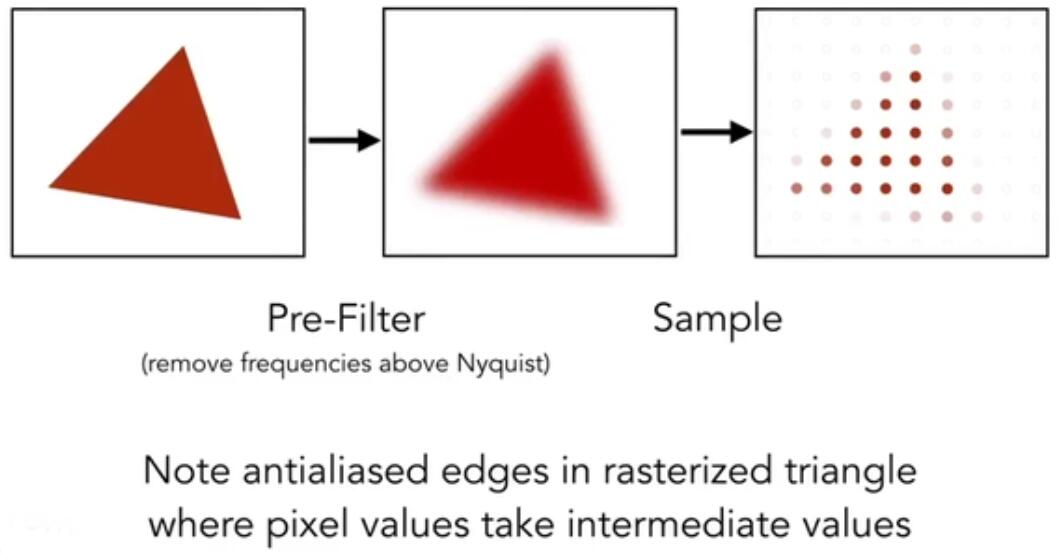 Pre-Filter
Sample
(remove frequencies above Nyquist)
Note antialiased edges in rasterized triangle
where pixel values take intermediate values